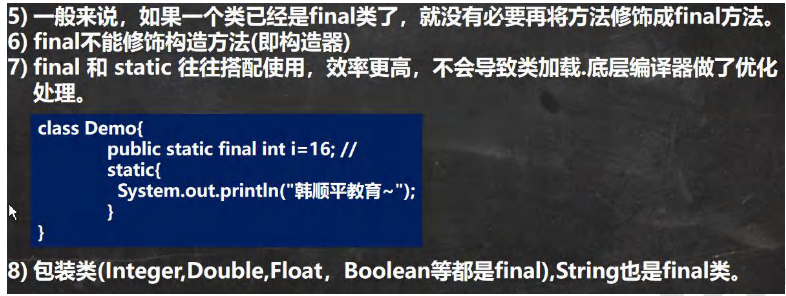 5) 一般来说，如果一个类已经是final类了，就没有必要再将方法修饰成final方法。
6) final不能修饰构造方法(即构造器)
7) final 和 static 往往搭配使用，效率更高，不会导致类加载.底层编译器做了优化
处理。
class Demo{
public static final int i=16; //
static{
System.out.println("韩顺平教育~");
}
}
8) 包装类(Integer,Double,Float，Boolean等都是final),String也是final类。